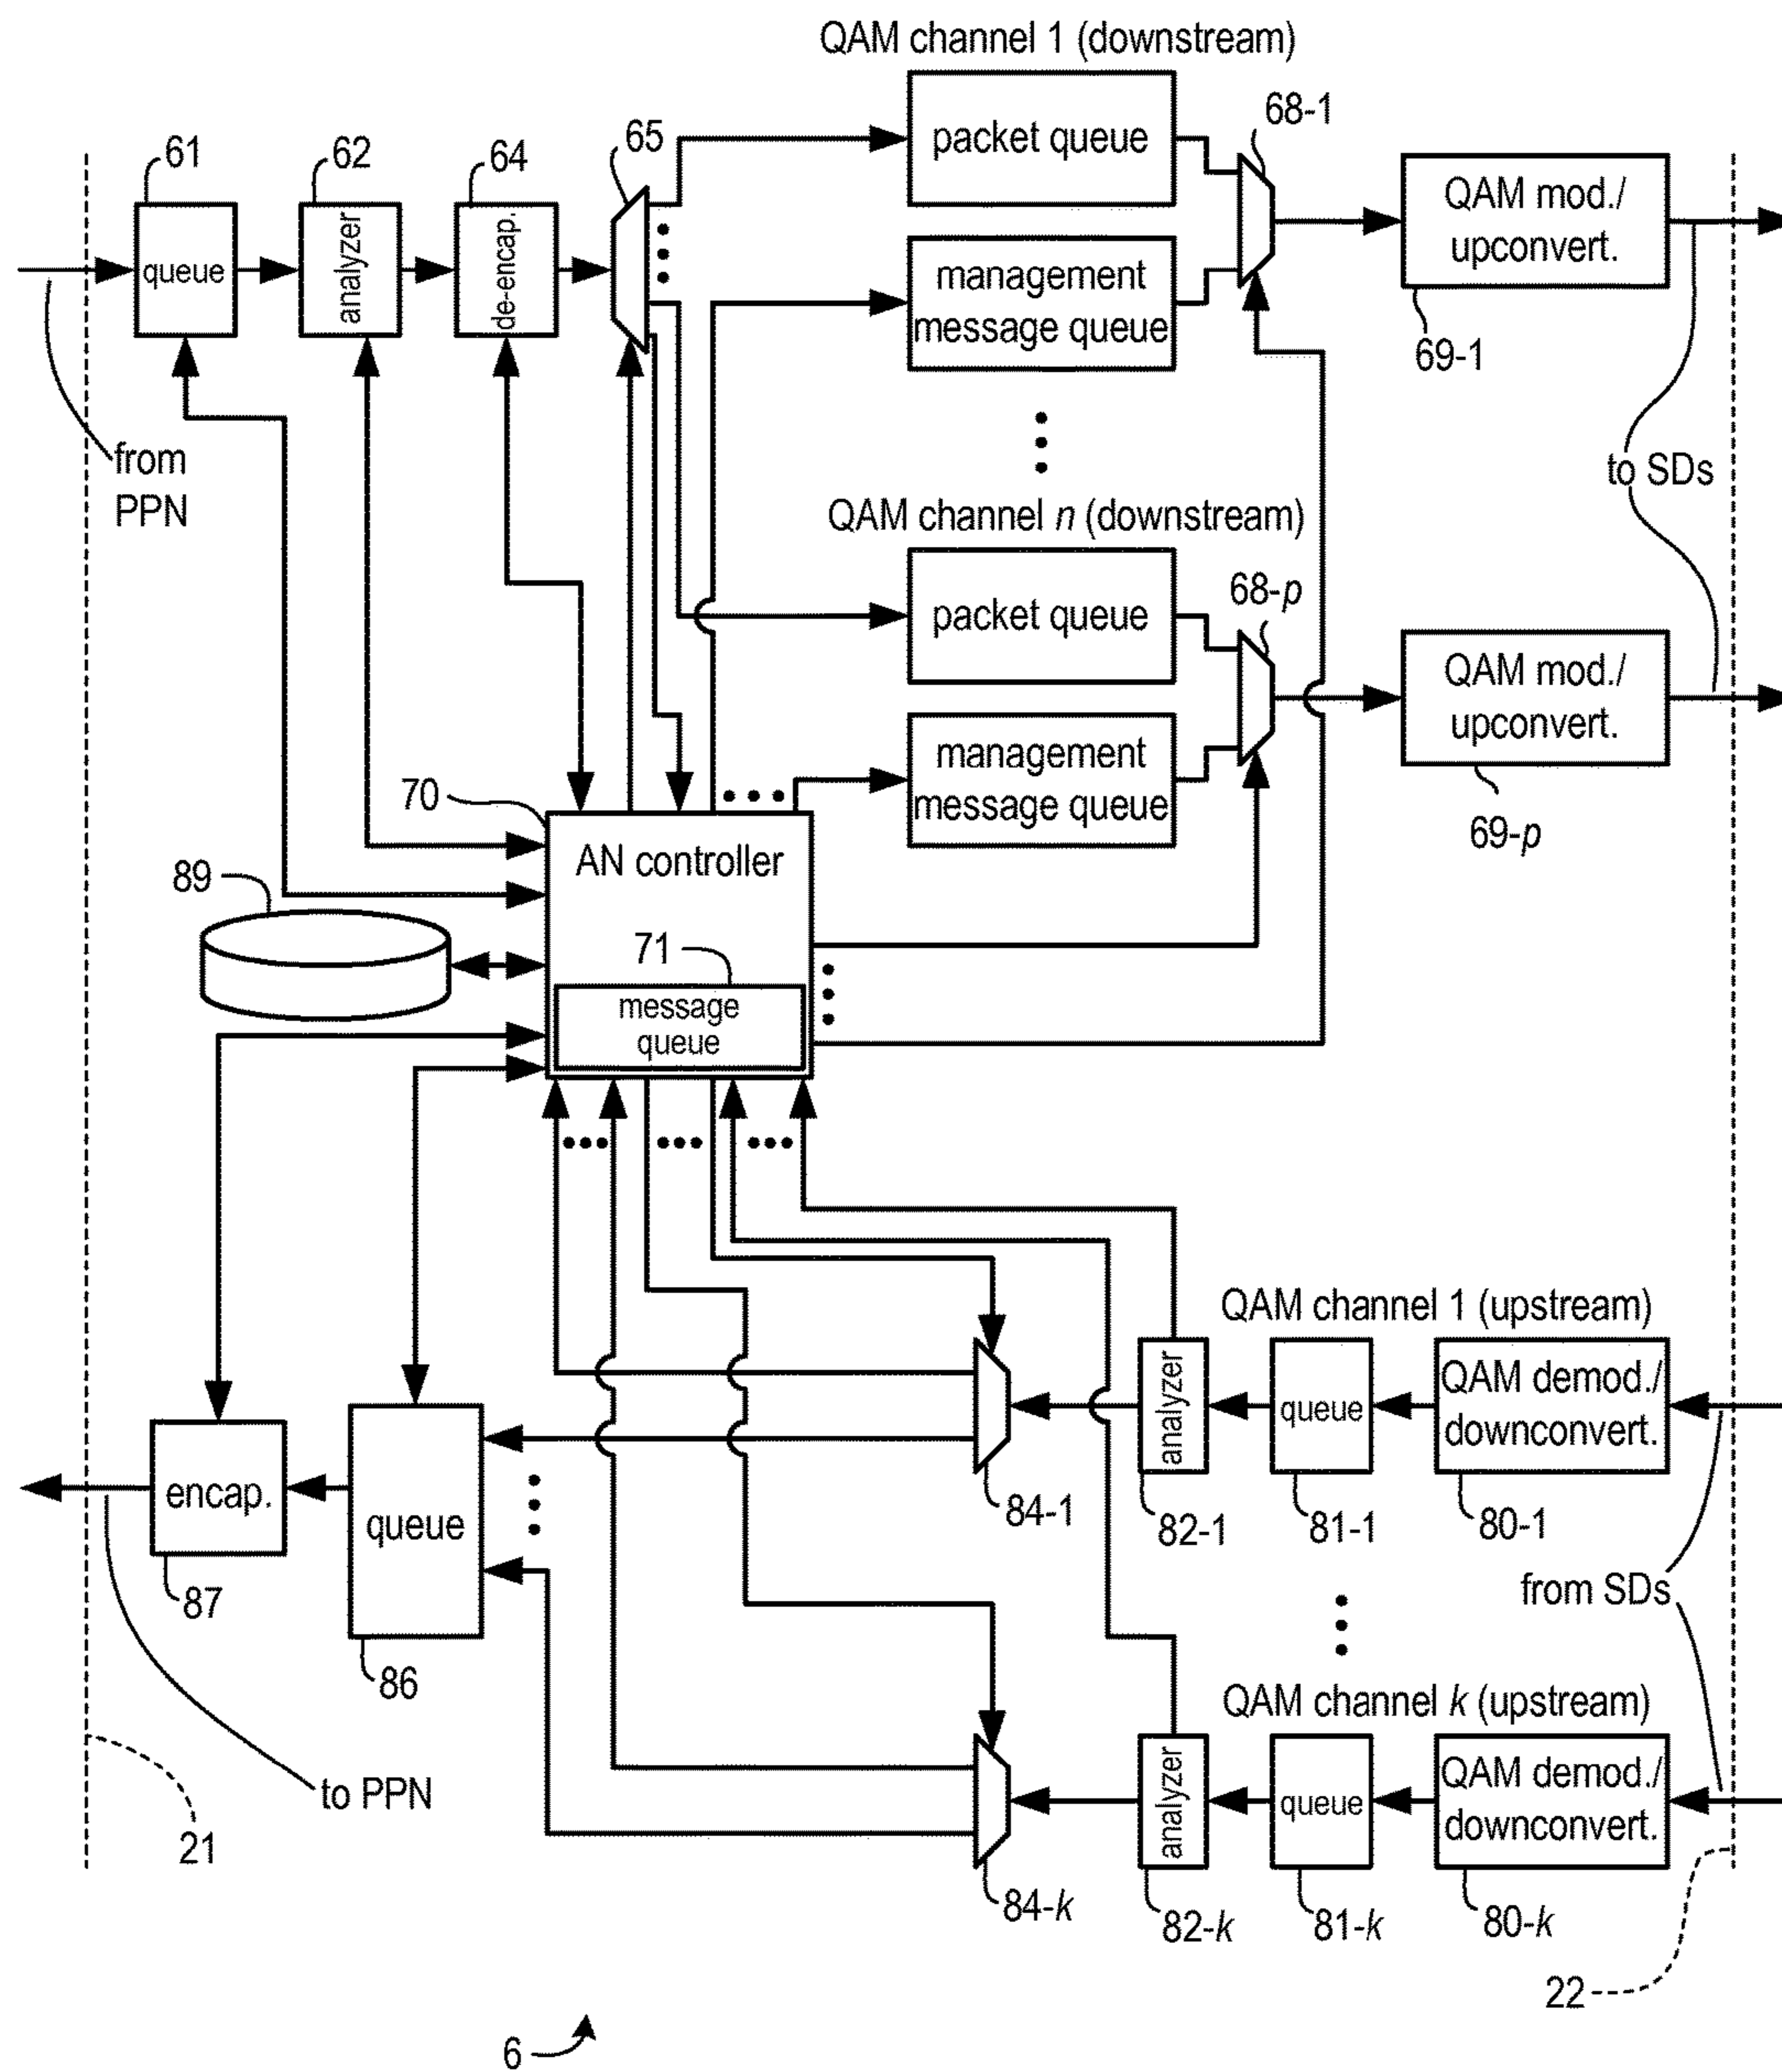 QAM channel 1 (downstream)
61
62
64
65
packet queue
68-1
queue
analyzer
de-encap.
QAM mod./
upconvert.
management
message queue
69-1
from
PPN
to SDs
QAM channel n (downstream)
packet queue
68-p
QAM mod./
upconvert.
management
message queue
69-p
70
AN controller
89
71
message
queue
QAM channel 1 (upstream)
analyzer
queue
QAM demod./
downconvert.
84-1
82-1
81-1
80-1
encap.
queue
87
86
from SDs
QAM channel k (upstream)
to PPN
analyzer
queue
QAM demod./
downconvert.
21
84-k
82-k
81-k
80-k
22
6